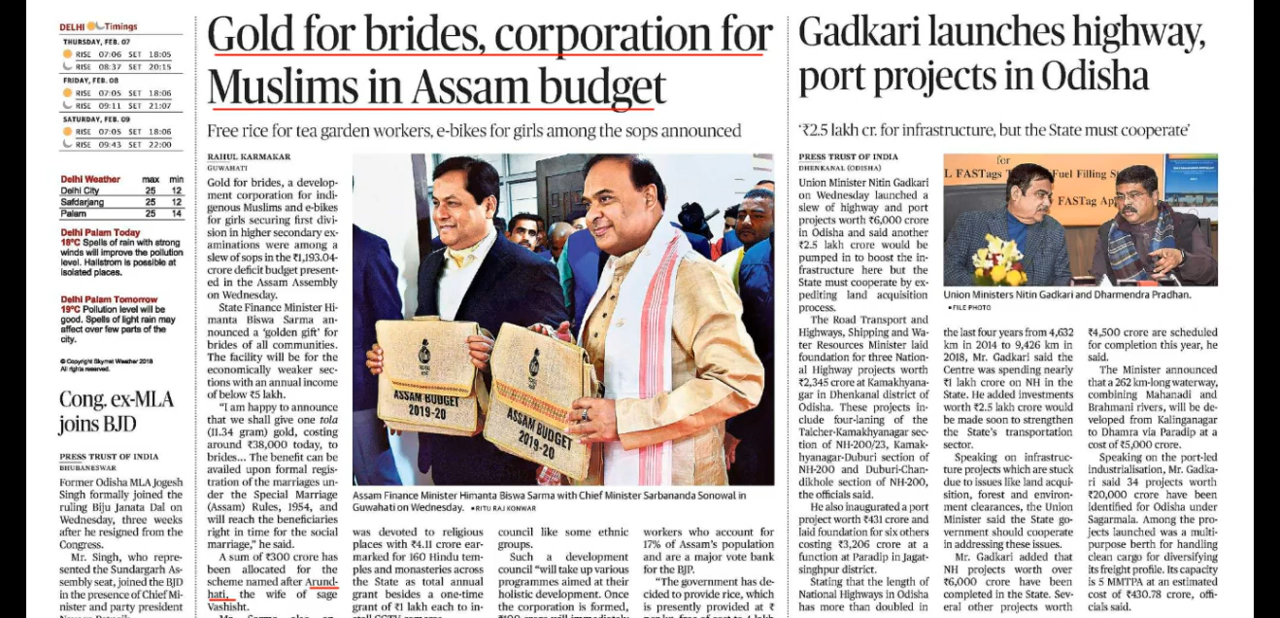 DELHI Timings
THURSDAY, FEB. 07
RISE 07:06 SET 18:05
RISE 08:37 SET 20:15
FRIDAY, FEB. 08
RISE 07:05 SET 18:06
RISE 09:11 SET 21:07
SATURDAY, FEB. 09
RISE 07:05 SET 18:06
RISE 09:43 SET 22:00
Delhi Weather max min
Delhi City 25 12
Safdarjang 25 12
Palam 25 14
Delhi Palam Today
18ºC Spells of rain with strong
winds will improve the pollution
level. Hailstrom is possible at
isolated places.
Delhi Palam Tomorrow
19ºC Pollution level will be
good. Spells of light rain may
affect over few parts of the
city.
© Copyright Skymet Weather 2018
All rights reserved.
Cong. ex-MLA
joins BJD
PRESS TRUST OF INDIA
BHUBANESWAR
Former Odisha MLA Jogesh
Singh formally joined the
ruling Biju Janata Dal on
Wednesday, three weeks
after he resigned from the
Congress.
Mr. Singh, who repre-
sented the Sundargarh As-
sembly seat, joined the BJD
in the presence of Chief Mi-
nister and party president
Gold for brides, corporation for
Muslims in Assam budget
Free rice for tea garden workers, e-bikes for girls among the sops announced
RAHUL KARMAKAR
GUWAHATI
Gold for brides, a develop-
ment corporation for indi-
genous Muslims and e-bikes
for girls securing first divi-
sion in higher secondary ex-
aminations were among a
slew of sops in the ₹1,193.04-
crore deficit budget present-
ed in the Assam Assembly
on Wednesday.
State Finance Minister Hi-
manta Biswa Sarma an-
nounced a ‘golden gift’ for
brides of all communities.
The facility will be for the
economically weaker sec-
tions with an annual income
of below ₹5 lakh.
“I am happy to announce
that we shall give one tola
(11.34 gram) gold, costing
around ₹38,000 today, to
brides... The benefit can be
availed upon formal regis-
tration of the marriages un-
der the Special Marriage
(Assam) Rules, 1954, and
will reach the beneficiaries
right in time for the social
marriage,” he said.
A sum of ₹300 crore has
been allocated for the
scheme named after Arund-
hati, the wife of sage
Vashisht.
ASSAM BUDGET
2019-20
ASSAM BUDGET
2019-20
Assam Finance Minister Himanta Biswa Sarma with Chief Minister Sarbananda Sonowal in
Guwahati on Wednesday. ■ RITU RAJ KONWAR
was devoted to religious
places with ₹4.11 crore ear-
marked for 160 Hindu tem-
ples and monasteries across
the State as total annual
grant besides a one-time
grant of ₹1 lakh each to in-
council like some ethnic
groups.
Such a development
council “will take up various
programmes aimed at their
holistic development. Once
the corporation is formed,
workers who account for
17% of Assam’s population
and are a major vote bank
for the BJP.
“The government has de-
cided to provide rice, which
is presently provided at ₹
Gadkari launches highway,
port projects in Odisha
‘₹2.5 lakh cr. for infrastructure, but the State must cooperate’
PRESS TRUST OF INDIA
DHENKANAL (ODISHA)
Union Minister Nitin Gadkari
on Wednesday launched a
slew of highway and port
projects worth ₹6,000 crore
in Odisha and said another
₹2.5 lakh crore would be
pumped in to boost the in-
frastructure here but the
State must cooperate by ex-
pediting land acquisition
process.
The Road Transport and
Highways, Shipping and Wa-
ter Resources Minister laid
foundation for three Nation-
al Highway projects worth
₹2,345 crore at Kamakhyana-
gar in Dhenkanal district of
Odisha. These projects in-
clude four-laning of the
Talcher-Kamakhyanagar sec-
tion of NH-200/23, Kamak-
hyanagar-Duburi section of
NH-200 and Duburi-Chan-
dikhole section of NH-200,
the officials said.
He also inaugurated a port
project worth ₹431 crore and
laid foundation for six others
costing ₹3,206 crore at a
function at Paradip in Jagat-
singhpur district.
Stating that the length of
National Highways in Odisha
has more than doubled in
for
L FASTags Fuel Filling St
FASTag Ap
Union Ministers Nitin Gadkari and Dharmendra Pradhan.
■ FILE PHOTO
the last four years from 4,632
km in 2014 to 9,426 km in
2018, Mr. Gadkari said the
Centre was spending nearly
₹1 lakh crore on NH in the
State. He added investments
worth ₹2.5 lakh crore would
be made soon to strengthen
the State’s transportation
sector.
Speaking on infrastruc-
ture projects which are stuck
due to issues like land acqui-
sition, forest and environ-
ment clearances, the Union
Minister said the State go-
vernment should cooperate
in addressing these issues.
Mr. Gadkari added that
NH projects worth over
₹6,000 crore have been
completed in the State. Sev-
eral other projects worth
₹4,500 crore are scheduled
for completion this year, he
said.
The Minister announced
that a 262 km-long waterway,
combining Mahanadi and
Brahmani rivers, will be de-
veloped from Kalinganagar
to Dhamra via Paradip at a
cost of ₹5,000 crore.
Speaking on the port-led
industrialisation, Mr. Gadka-
ri said 34 projects worth
₹20,000 crore have been
identified for Odisha under
Sagarmala. Among the pro-
jects launched was a multi-
purpose berth for handling
clean cargo for diversifying
its freight profile. Its capacity
is 5 MMTPA at an estimated
cost of ₹430.78 crore, offi-
cials said.